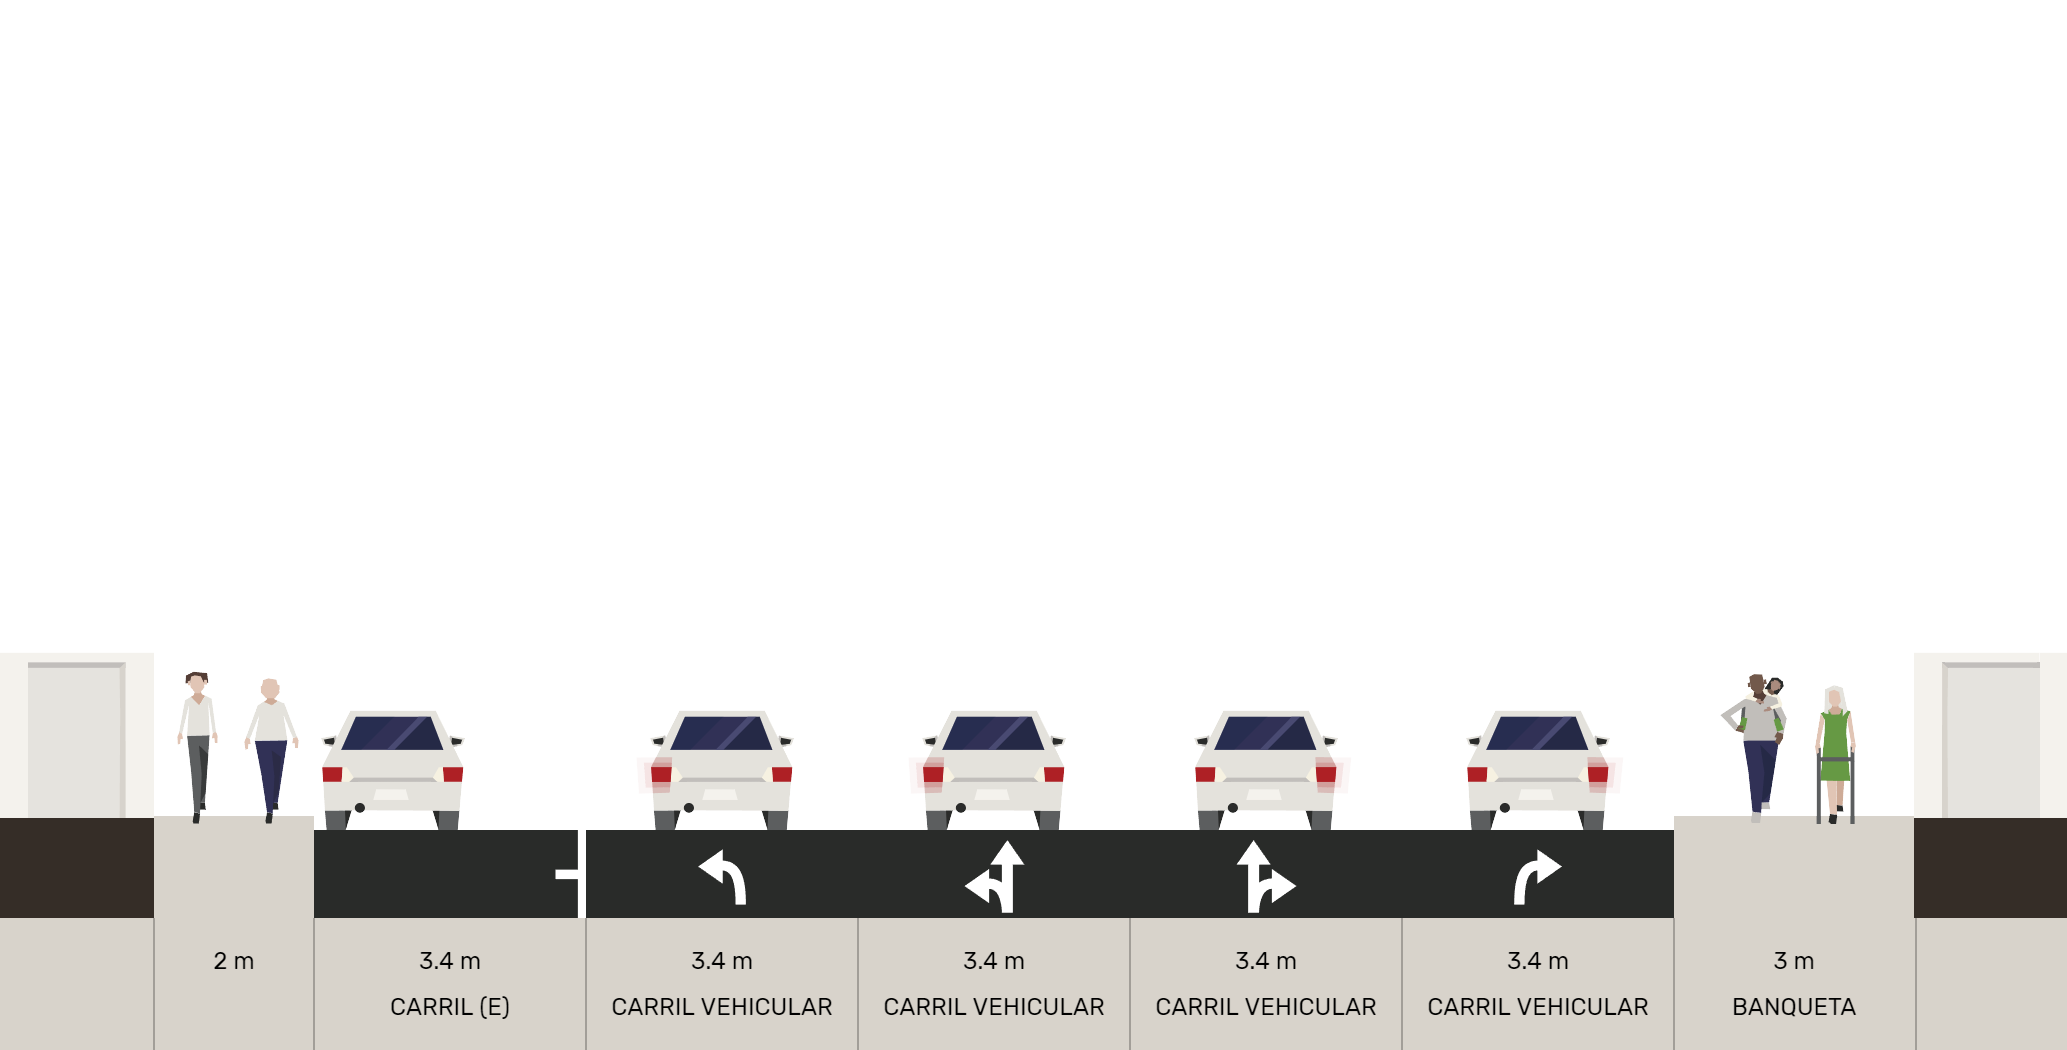 2 m
3.4 m
CARRIL (E)
3.4 m
CARRIL VEHICULAR
3.4 m
CARRIL VEHICULAR
3.4 m
CARRIL VEHICULAR
3.4 m
CARRIL VEHICULAR
3 m
BANQUETA